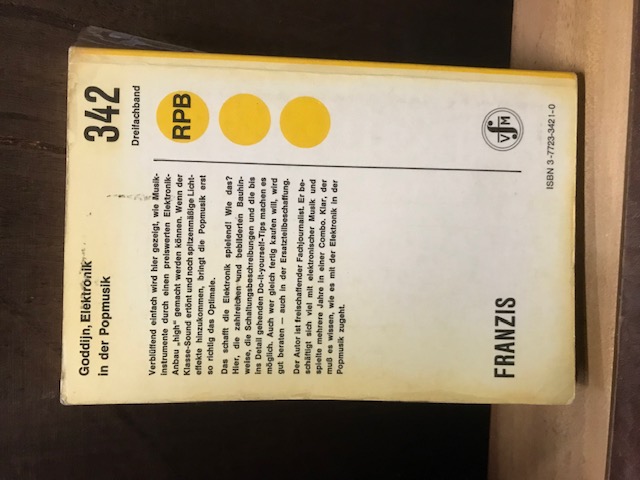 Goddijn, Elektronik
in der Popmusik
342
Dreifachband
RPB
Verblüffend einfach wird hier gezeigt, wie Musik-
instrumente durch einen preiswerten Elektronik-
Anbau „high" gemacht werden können. Wenn der
Klasse-Sound ertönt und noch spitzenmäßige Licht-
effekte hinzukommen, bringt die Popmusik erst
so richtig das Optimale.
Das schafft die Elektronik spielend! Wie das?
Hier, die zahlreichen und bebilderten Bauhin-
weise, die Schaltungsbeschreibungen und die bis
ins Detail gehenden Do-it-yourself-Tips machen es
möglich. Auch wer gleich fertig kaufen will, wird
gut beraten — auch in der Ersatzteilbeschaffung.
Der Autor ist freischaffender Fachjournalist. Er be-
schäftigt sich viel mit elektronischer Musik und
spielte mehrere Jahre in einer Combo. Klar, der
muß es wissen, wie es mit der Elektronik in der
Popmusik zugeht.
FRANZIS
VfM
ISBN 3-7723-3421-0